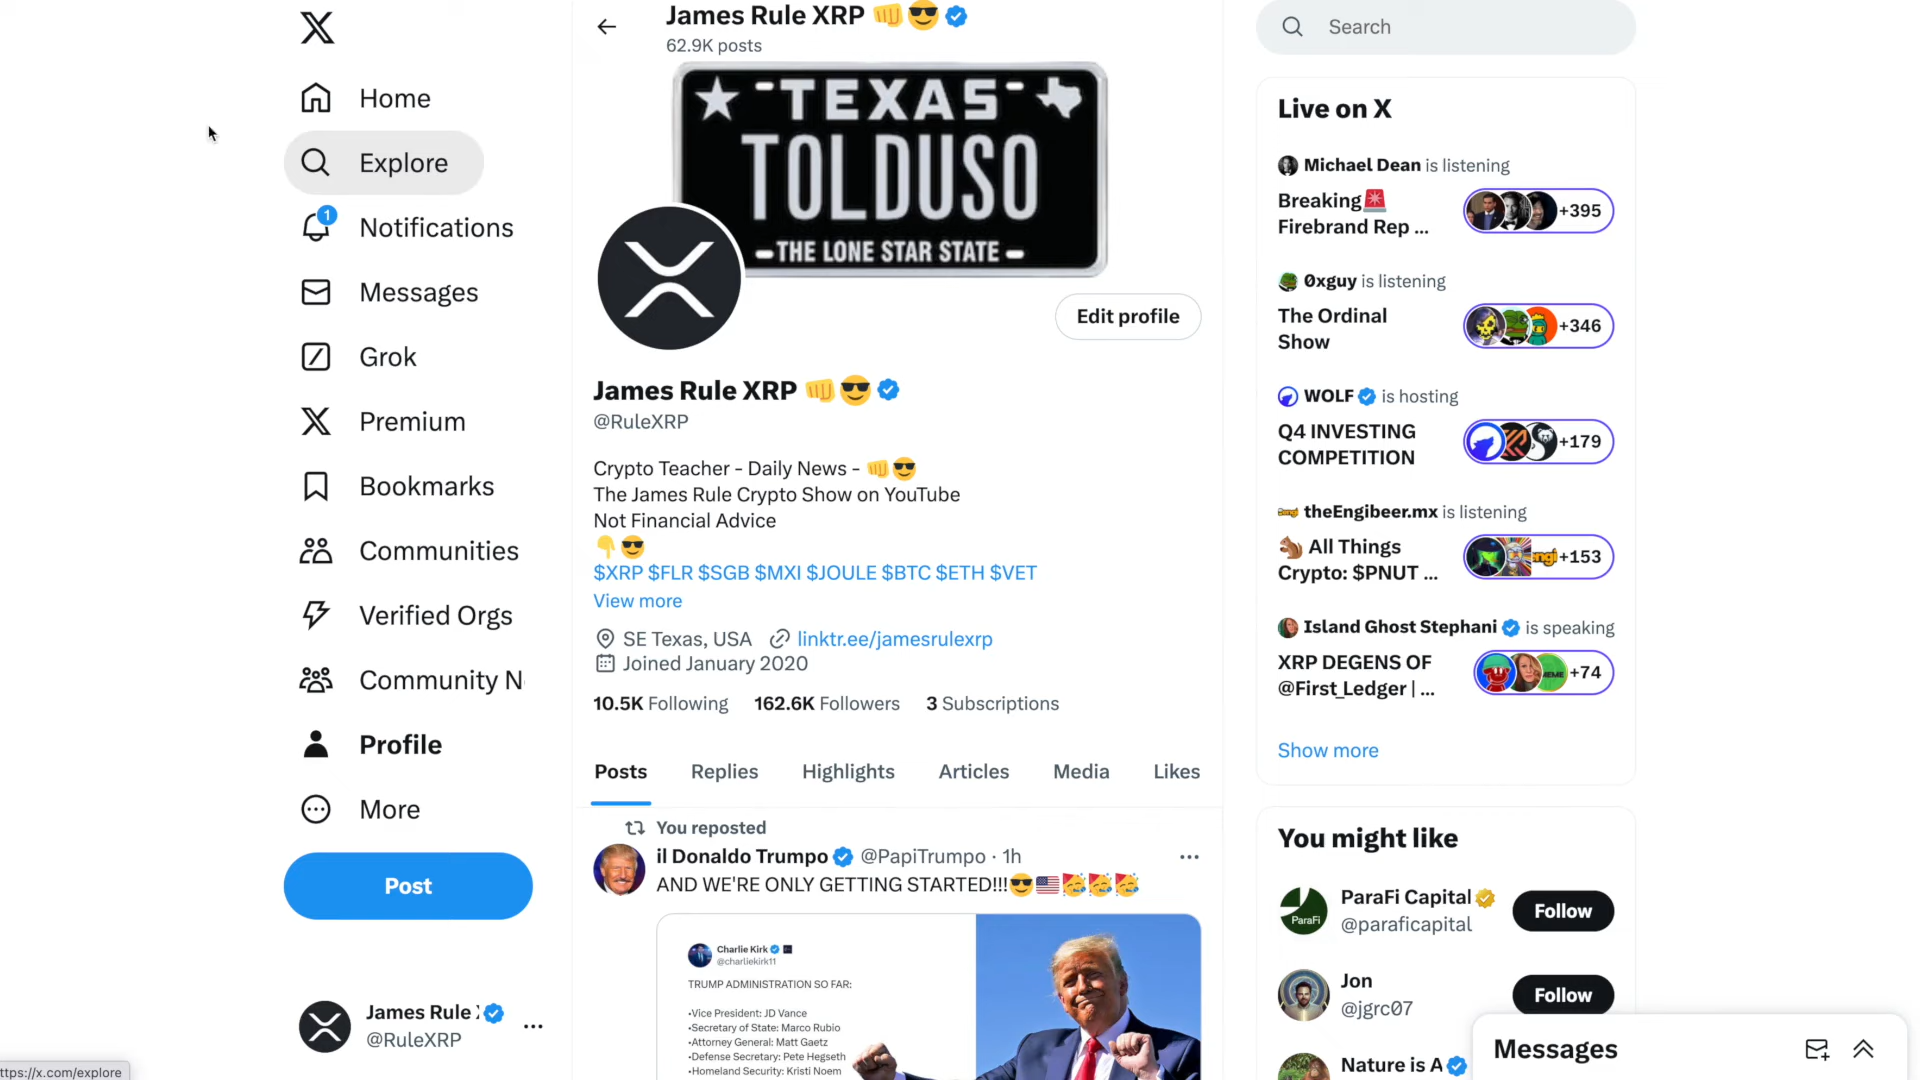 Home
Explore
1
Notifications
Messages
Grok
Premium
Bookmarks
Communities
Verified Orgs
Community N
Profile
More
Post
James Rule
@RuleXRP
ttps://x.com/explore
James Rule XRP 👊😎
62.9K posts
TEXAS
TOLDUSO
THE LONE STAR STATE
Edit profile
James Rule XRP 👊😎
@RuleXRP
Crypto Teacher - Daily News - 👊😎
The James Rule Crypto Show on YouTube
Not Financial Advice
👇😎
$XRP $FLR $SGB $MXI $JOULE $BTC $ETH $VET
View more
SE Texas, USA linktr.ee/jamesrulexrp
Joined January 2020
10.5K Following 162.6K Followers 3 Subscriptions
Posts Replies Highlights Articles Media Likes
You reposted
il Donaldo Trumpo @PapiTrumpo · 1h
AND WE'RE ONLY GETTING STARTED!!!😎🇺🇸🥳🥳🥳
Charlie Kirk
@charliekirk11
TRUMP ADMINISTRATION SO FAR:
•Vice President: JD Vance
•Secretary of State: Marco Rubio
•Attorney General: Matt Gaetz
•Defense Secretary: Pete Hegseth
•Homeland Security: Kristi Noem
Search
Live on X
Michael Dean is listening
Breaking🚨
Firebrand Rep ...
+395
0xguy is listening
The Ordinal
Show
+346
WOLF is hosting
Q4 INVESTING
COMPETITION
+179
theEngibeer.mx is listening
🐿️ All Things
Crypto: $PNUT ...
+153
Island Ghost Stephani is speaking
XRP DEGENS OF
@First_Ledger | ...
+74
Show more
You might like
ParaFi
ParaFi Capital
@paraficapital
Follow
Jon
@jgrc07
Follow
Nature is A
Messages